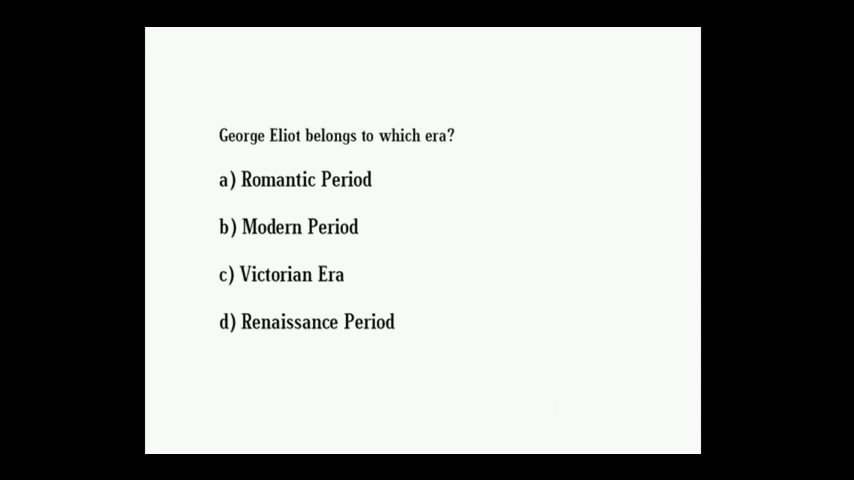 George Eliot belongs to which era?
a) Romantic Period
b) Modern Period
c) Victorian Era
d) Renaissance Period